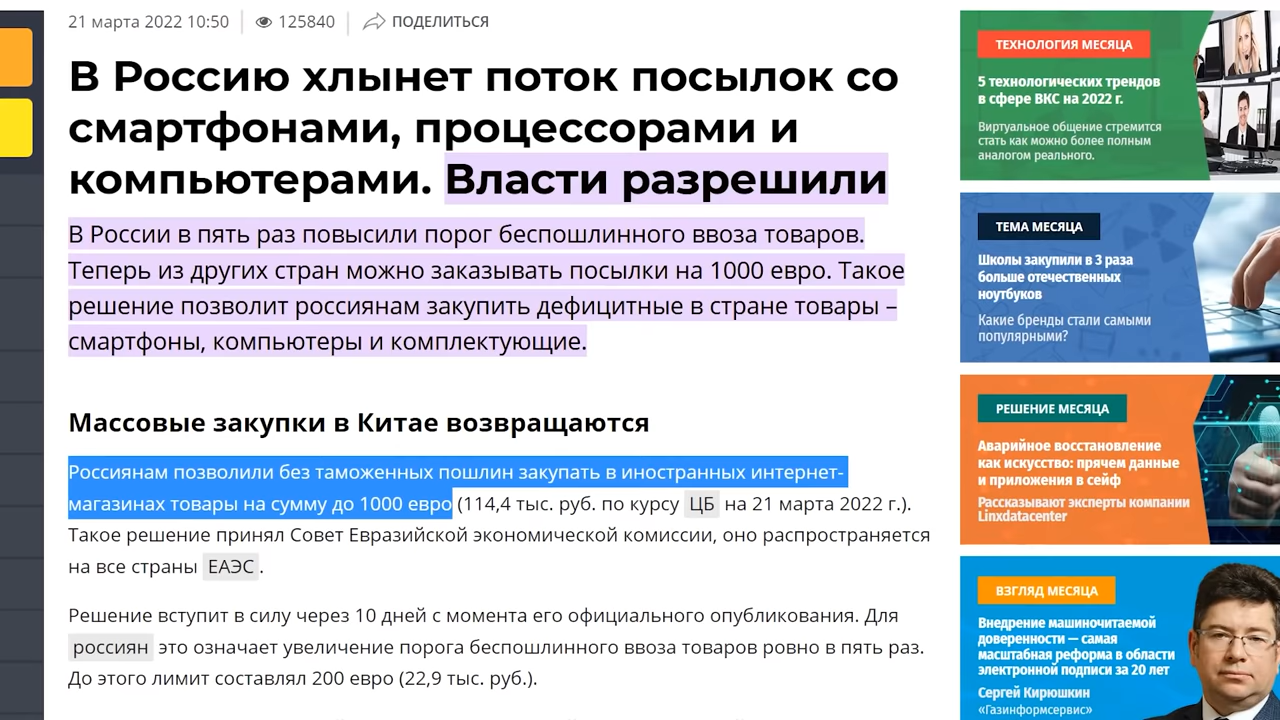 21 марта 2022 10:50
125840
ПОДЕЛИТЬСЯ
В Россию хлынет поток посылок со
смартфонами, процессорами и
компьютерами. Власти разрешили
В России в пять раз повысили порог беспошлинного ввоза товаров.
Теперь из других стран можно заказывать посылки на 1000 евро. Такое
решение позволит россиянам закупить дефицитные в стране товары –
смартфоны, компьютеры и комплектующие.
Массовые закупки в Китае возвращаются
Россиянам позволили без таможенных пошлин закупать в иностранных интернет-
магазинах товары на сумму до 1000 евро (114,4 тыс. руб. по курсу ЦБ на 21 марта 2022 г.).
Такое решение принял Совет Евразийской экономической комиссии, оно распространяется
на все страны ЕАЭС .
Решение вступит в силу через 10 дней с момента его официального опубликования. Для
россиян это означает увеличение порога беспошлинного ввоза товаров ровно в пять раз.
До этого лимит составлял 200 евро (22,9 тыс. руб.).
ТЕХНОЛОГИЯ МЕСЯЦА
5 технологических трендов
в сфере ВКС на 2022 г.
Виртуальное общение стремится
стать как можно более полным
аналогом реального.
ТЕМА МЕСЯЦА
Школы закупили в 3 раза
больше отечественных
ноутбуков
Какие бренды стали самыми
популярными?
РЕШЕНИЕ МЕСЯЦА
Аварийное восстановление
как искусство: прячем данные
и приложения в сейф
Рассказывают эксперты компании
Linxdatacenter
ВЗГЛЯД МЕСЯЦА
Внедрение машиночитаемой
доверенности — самая
масштабная реформа в области
электронной подписи за 20 лет
Сергей Кирюшкин
«Газинформсервис»